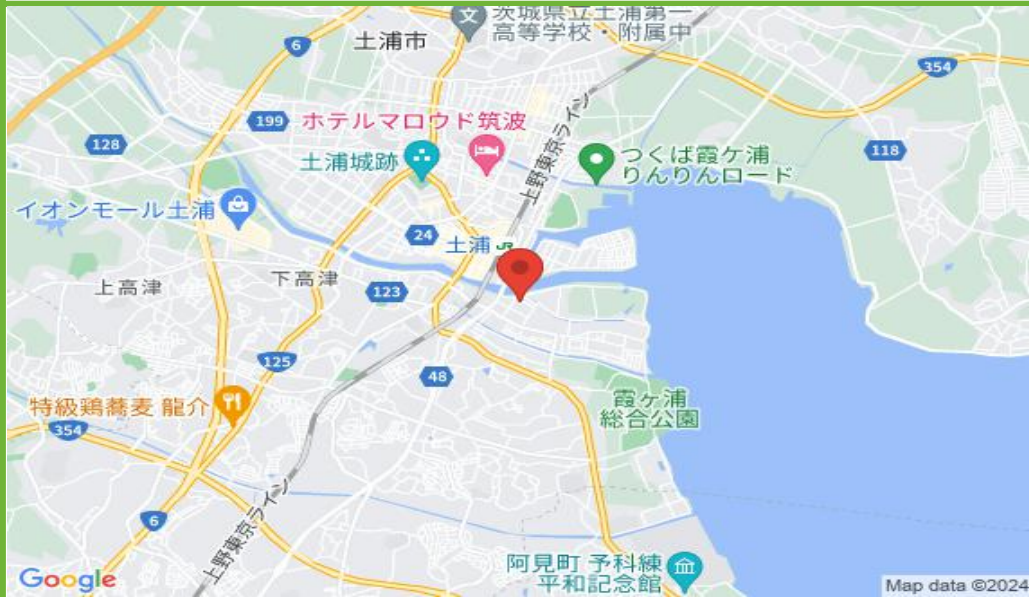 茨城県立土浦第一
高等学校・附属中
6
土浦市
354
199
ホテルマロウド筑波
128
118
土浦城跡
つくば霞ケ浦
りんりんロード
上野東京ライン
イオンモール土浦
24
土浦
上高津
下高津
123
125
48
霞ヶ浦
総合公園
特級鶏蕎麦 龍介
354
6
上野東京ライン
阿見町 予科練
平和記念館
Google
Map data ©2024